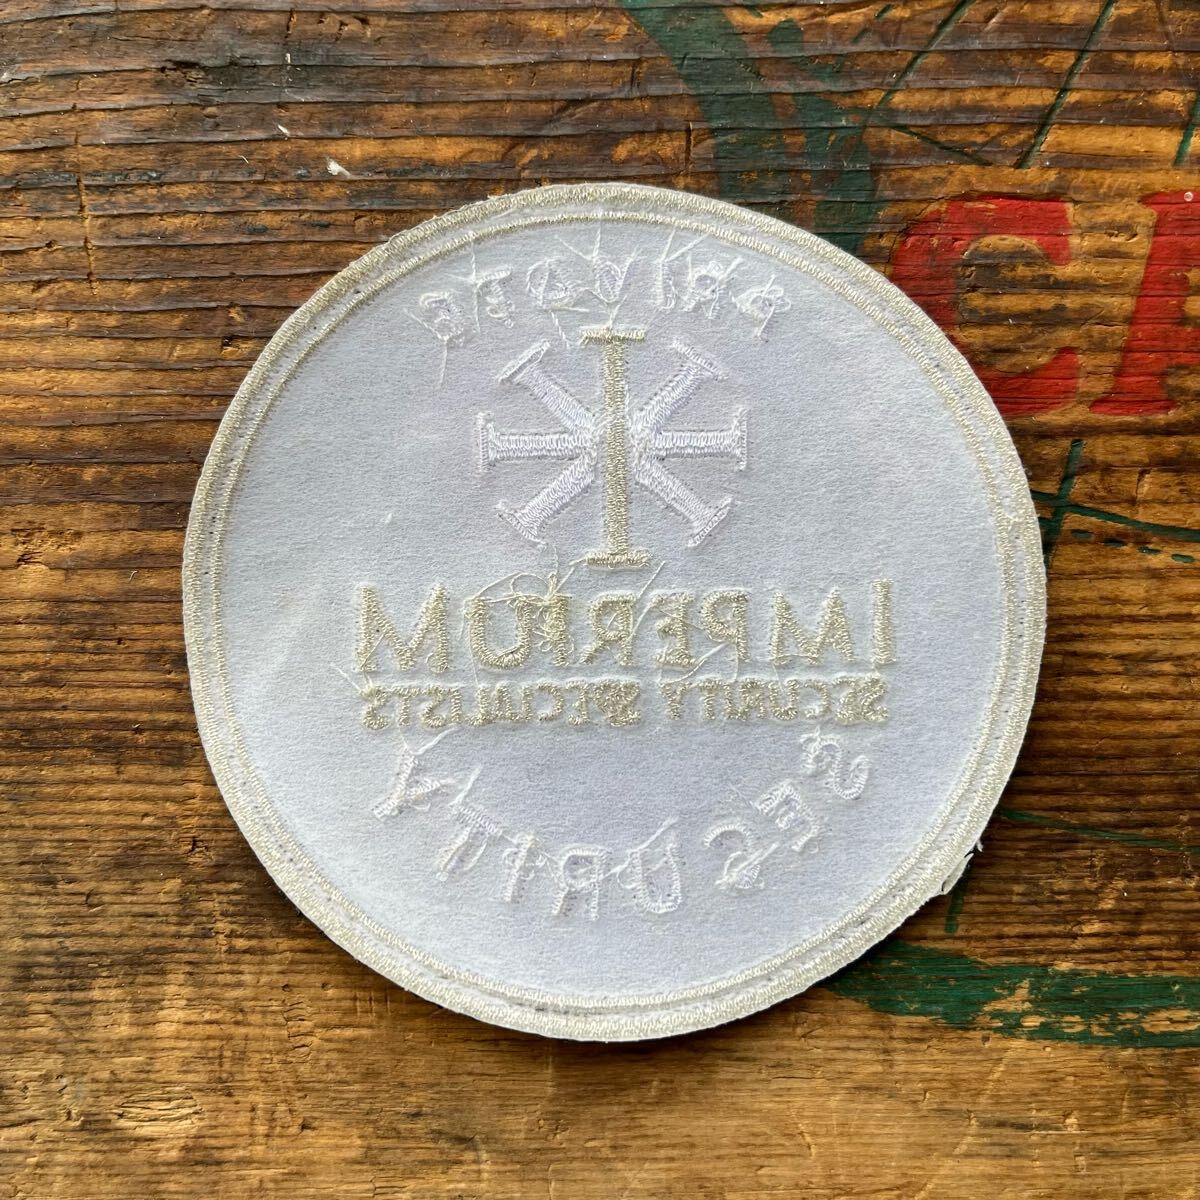 PRIVATE
IMPERIUM
SECURITY SPECIALISTS
SECURITY